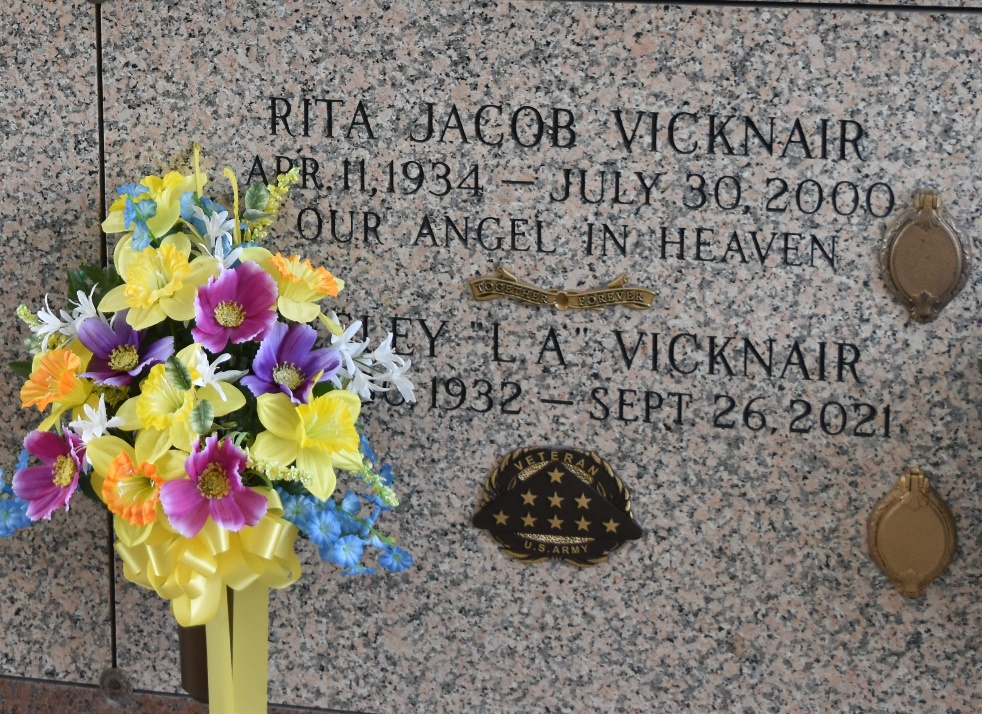 RITA JACOB VICKNAIR
APR. 11, 1934 — JULY 30, 2000
OUR ANGEL IN HEAVEN
TOGETHER FOREVER
"L A" VICKNAIR
1932 — SEPT. 26, 2021
VETERAN
U.S. ARMY